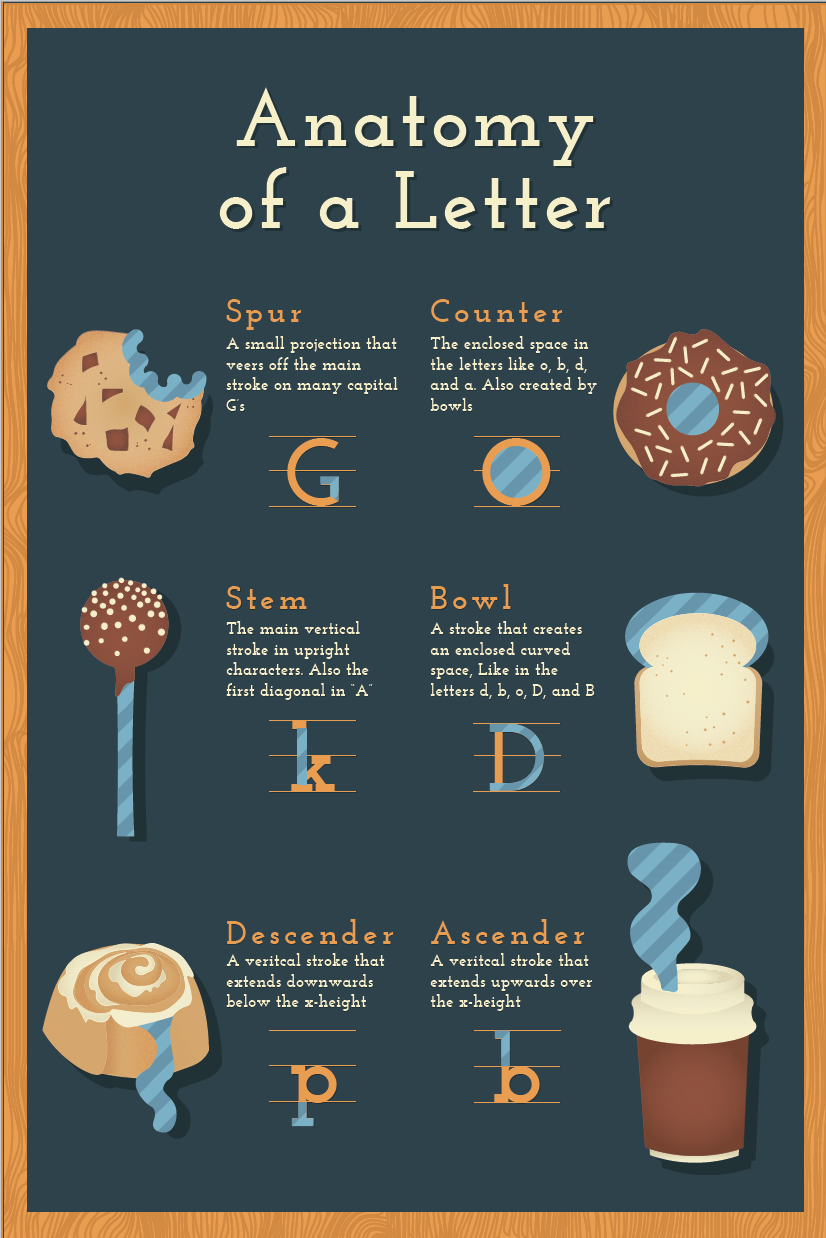 Anatomy
of a Letter
Spur
A small projection that
veers off the main
stroke on many capital
G's
G
Counter
The enclosed space in
the letters like o, b, d,
and a. Also created by
bowls
O
Stem
The main vertical
stroke in upright
characters. Also the
first diagonal in "A"
k
Bowl
A stroke that creates
an enclosed curved
space, Like in the
letters d, b, o, D, and B
D
Descender
A veritcal stroke that
extends downwards
below the x-height
p
Ascender
A veritcal stroke that
extends upwards over
the x-height
b